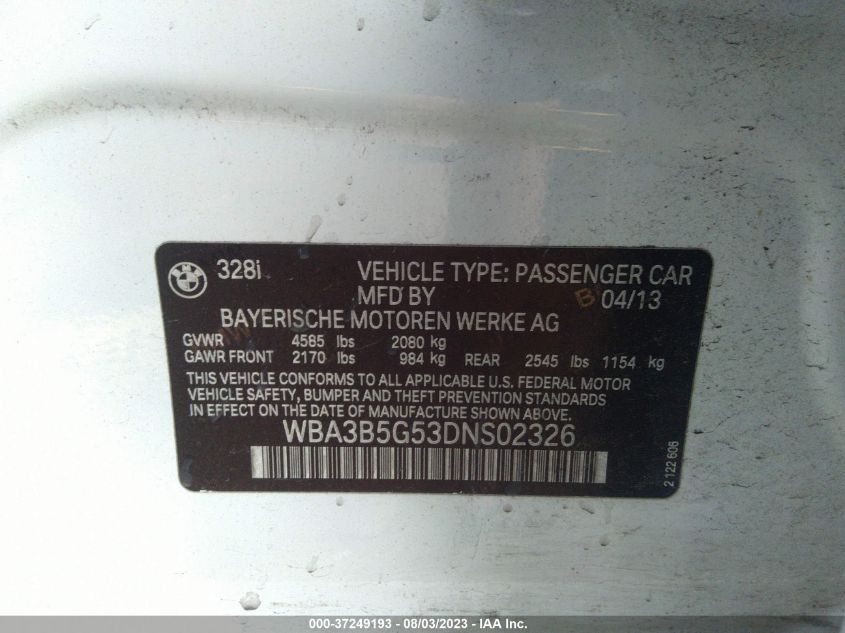 328i VEHICLE TYPE: PASSENGER CAR
MFD BY 04/13
BAYERISCHE MOTOREN WERKE AG
GVWR 4585 lbs 2080 kg
GAWR FRONT 2170 lbs 984 kg REAR 2545 lbs 1154 kg
THIS VEHICLE CONFORMS TO ALL APPLICABLE U.S. FEDERAL MOTOR
VEHICLE SAFETY, BUMPER AND THEFT PREVENTION STANDARDS
IN EFFECT ON THE DATE OF MANUFACTURE SHOWN ABOVE.
WBA3B5G53DNS02326
2 122 606
000-37249193 - 08/03/2023 - IAA Inc.